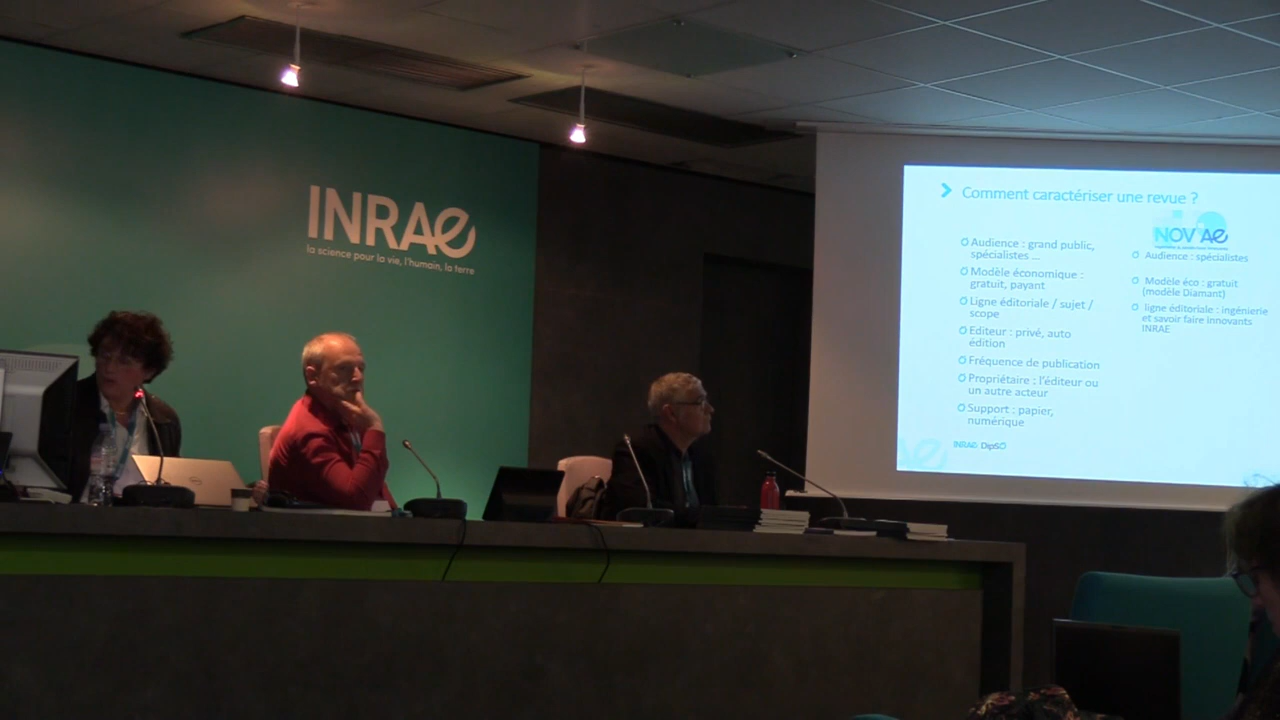 INRAE
la science pour la vie, l'humain, la terre
Comment caractériser une revue ?
Audience : grand public,
spécialistes ...
Modèle économique :
gratuit, payant
Ligne éditoriale / sujet /
scope
Editeur : privé, auto
édition
Fréquence de publication
Propriétaire : l'éditeur ou
un autre acteur
Support : papier,
numérique
NOV'AE
Audience : spécialistes
Modèle éco : gratuit
(modèle Diamant)
ligne éditoriale : ingénierie
et savoir faire innovants
INRAE
INRAE DipSO